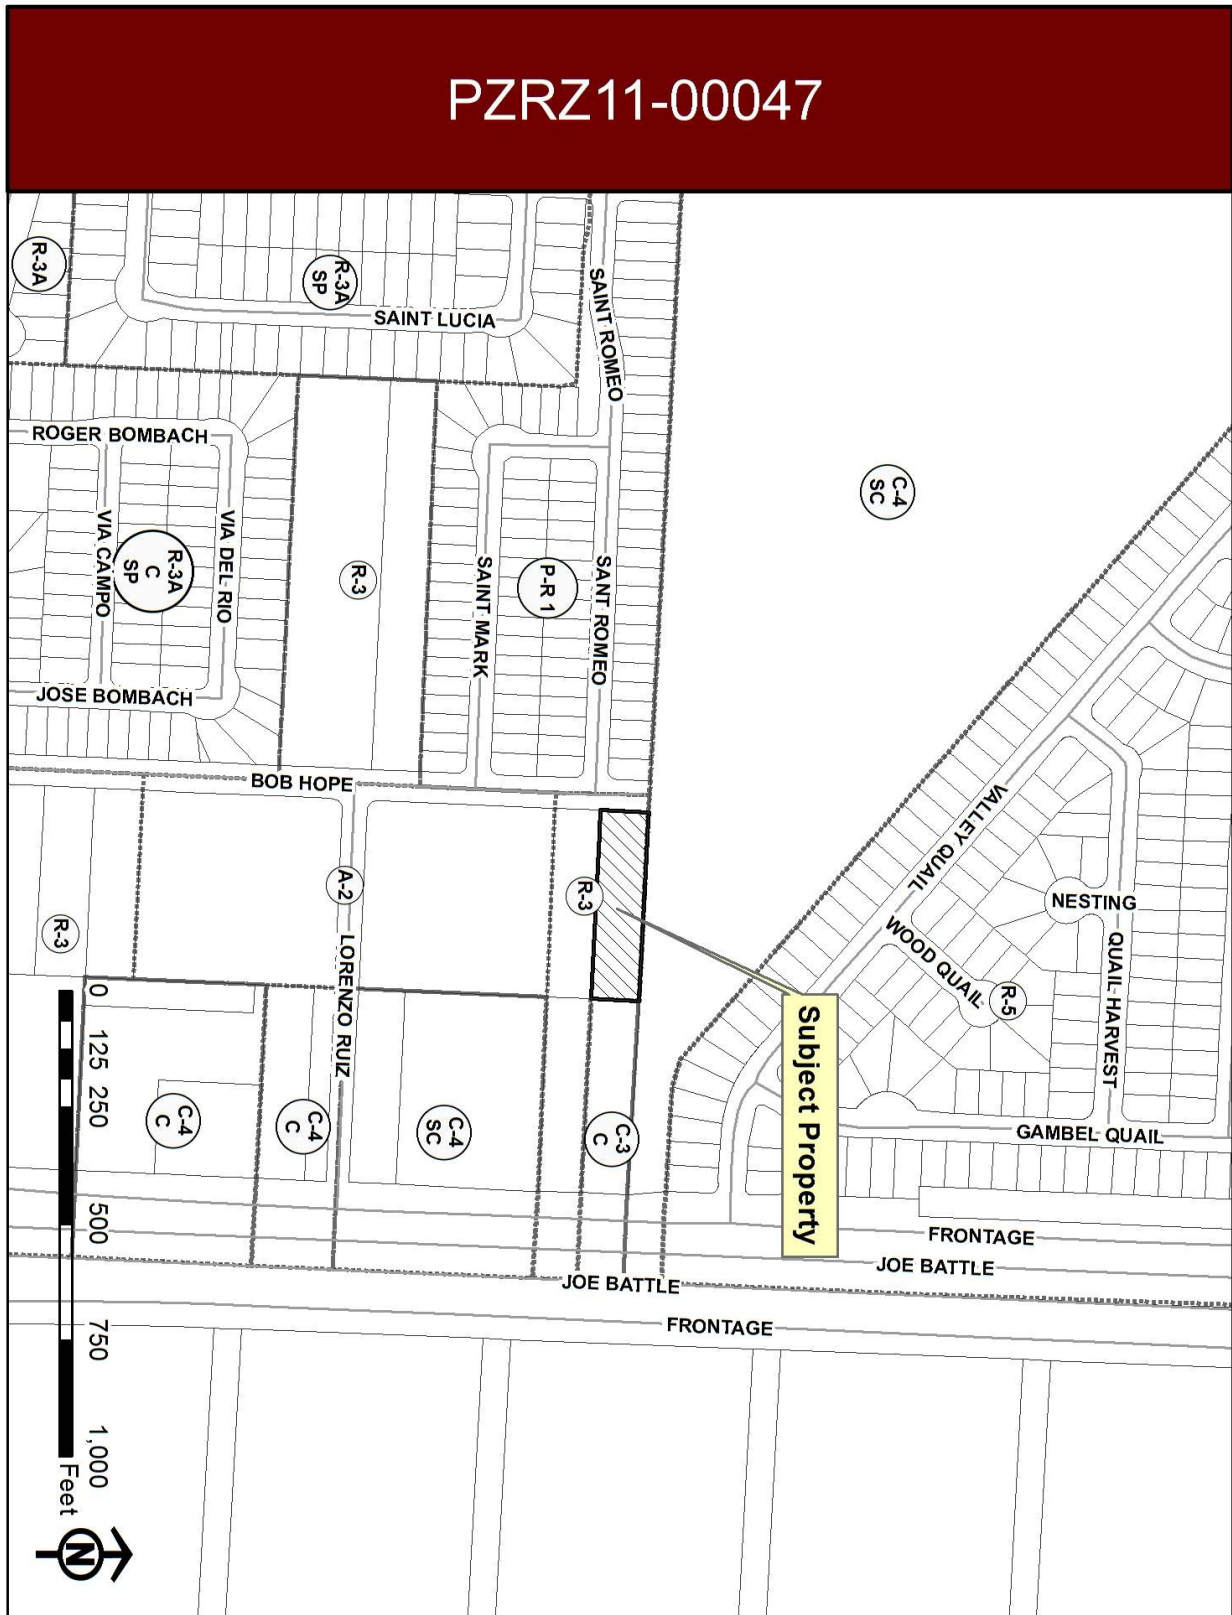 PZRZ11-00047
R-3A
R-3A
SP
SAINT LUCIA
SAINT ROMEO
C-4
SC
ROGER BOMBACH
VIA CAMPO
R-3A
C
SP
VIA DEL RIO
R-3
SAINT MARK
P-R 1
SANT ROMEO
JOSE BOMBACH
BOB HOPE
VALLEY QUAIL
NESTING
WOOD QUAIL
QUAIL HARVEST
R-5
R-3
A-2
R-3
LORENZO RUIZ
Subject Property
C-4
C
C-4
C
C-4
SC
C-3
C
GAMBEL QUAIL
FRONTAGE
JOE BATTLE
JOE BATTLE
FRONTAGE
0 125 250 500 750 1,000
Feet
N